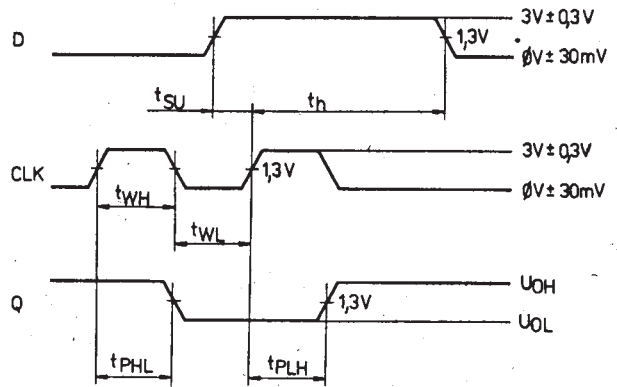 D
3V±0,3V
1,3V
ØV±30mV
tSU
th
CLK
3V±0,3V
1,3V
ØV±30mV
tWH
tWL
Q
UOH
1,3V
UOL
tPHL
tPLH